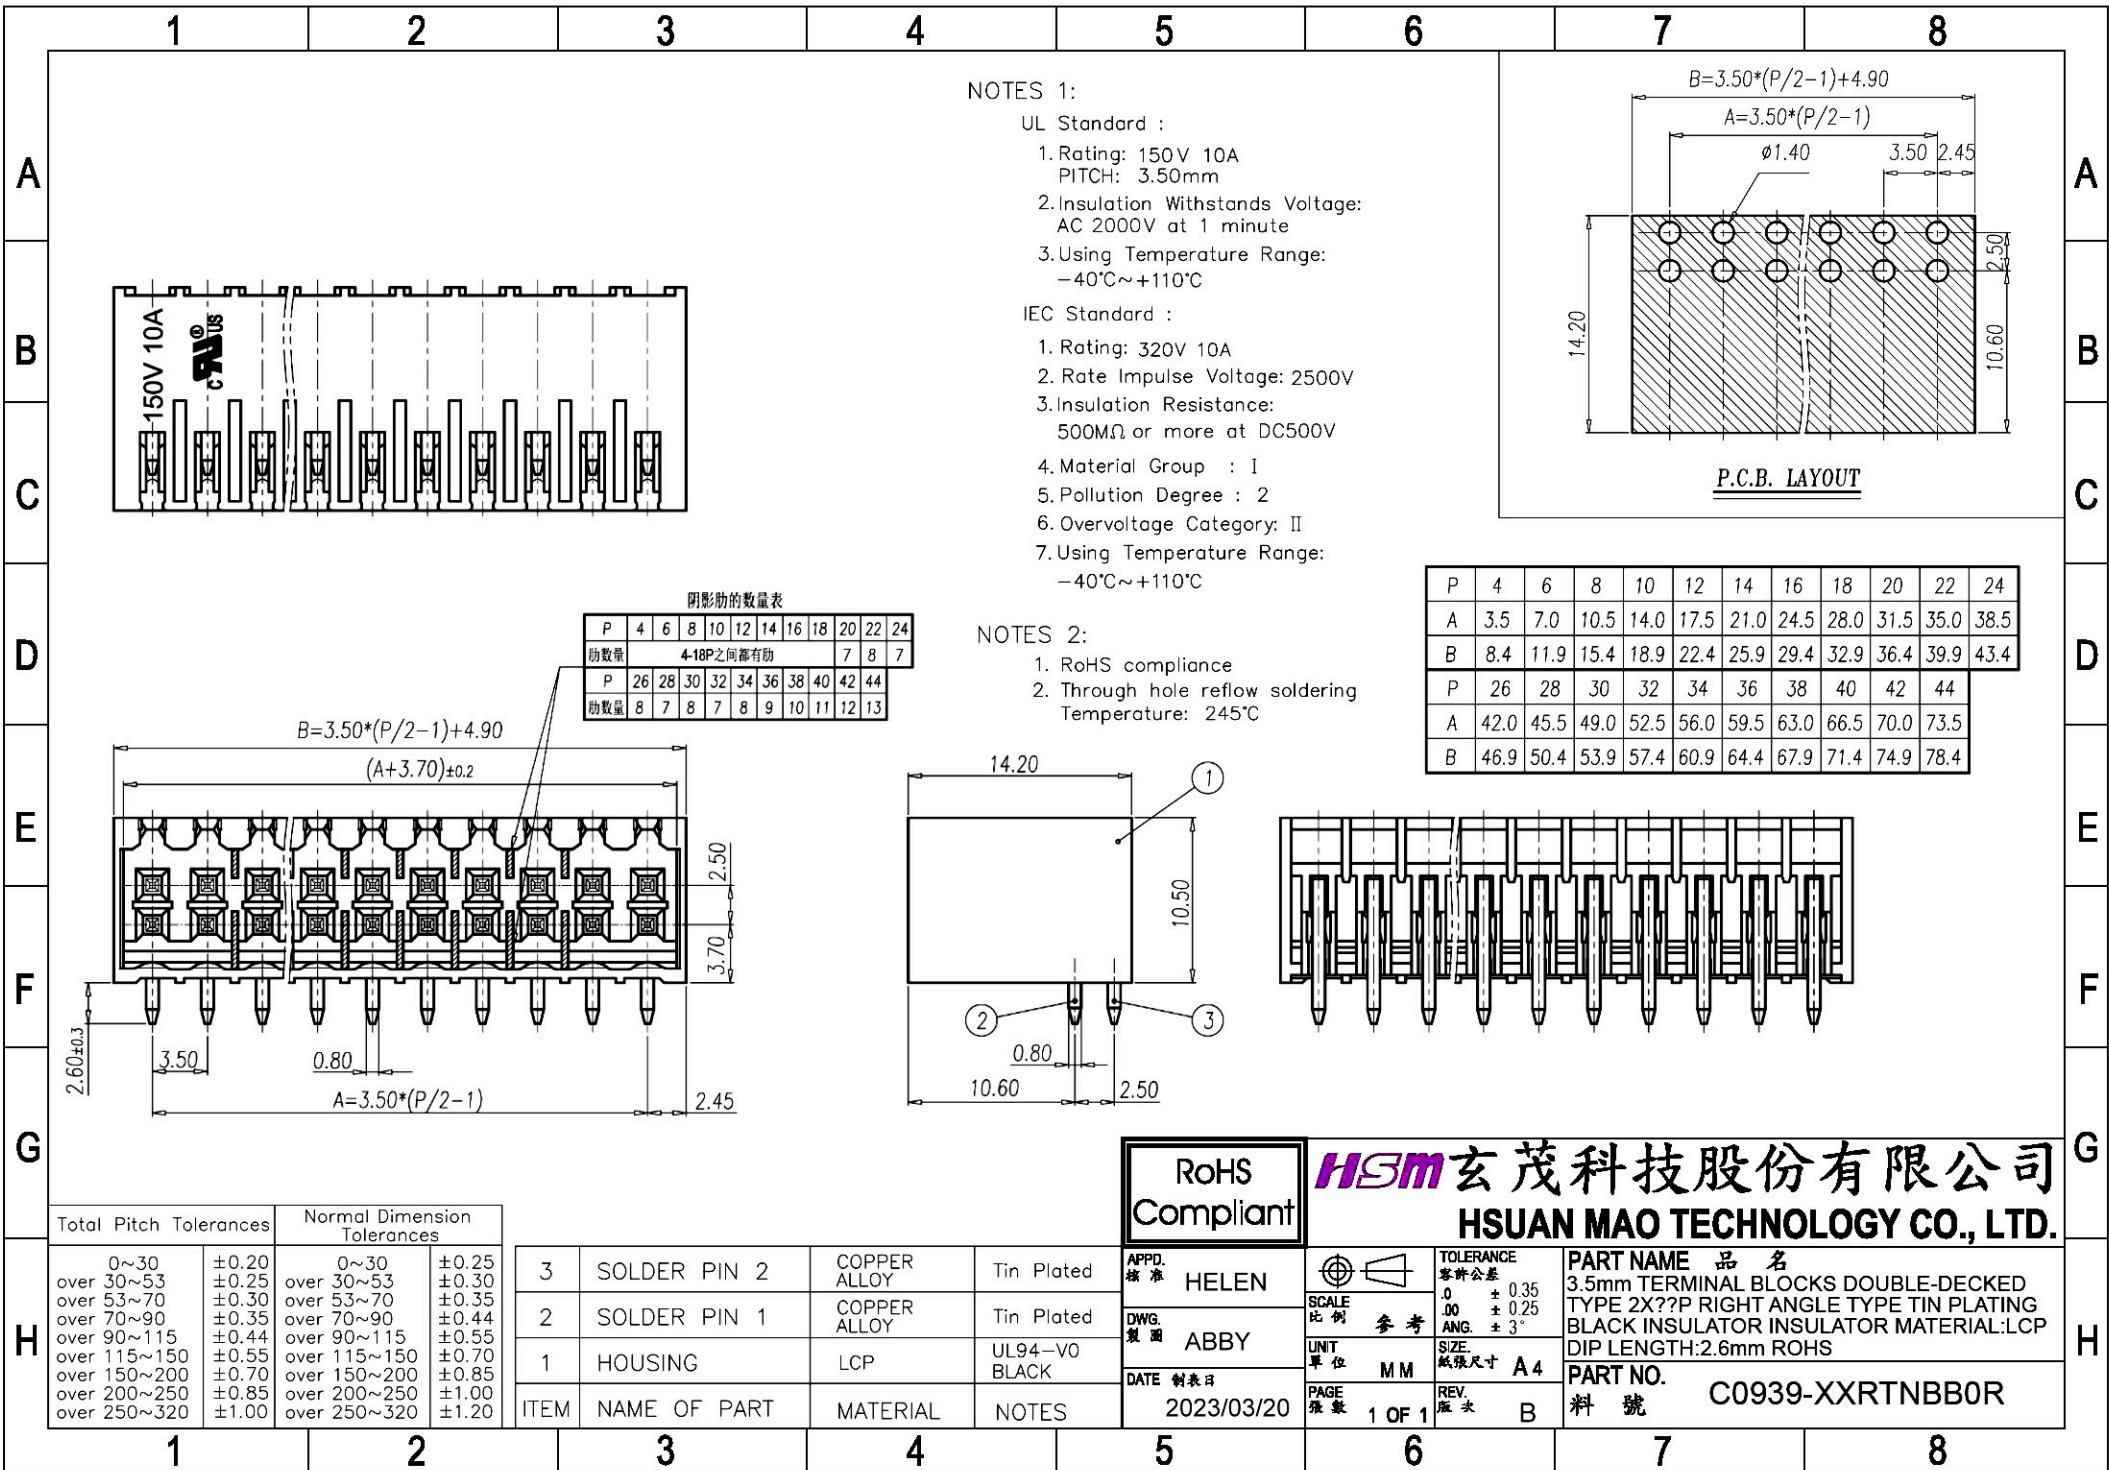 1 2 3 4 5 6 7 8
A
B
C
D
E
F
G
H
A
B
C
D
E
F
G
H
1 2 3 4 5 6 7 8
150V 10A
C US ®
NOTES 1:
UL Standard :
1. Rating: 150V 10A
PITCH: 3.50mm
2. Insulation Withstands Voltage:
AC 2000V at 1 minute
3. Using Temperature Range:
-40℃~+110℃
IEC Standard :
1. Rating: 320V 10A
2. Rate Impulse Voltage: 2500V
3. Insulation Resistance:
500MΩ or more at DC500V
4. Material Group : I
5. Pollution Degree : 2
6. Overvoltage Category: II
7. Using Temperature Range:
-40℃~+110℃
NOTES 2:
1. RoHS compliance
2. Through hole reflow soldering
Temperature: 245℃
B=3.50*(P/2-1)+4.90
A=3.50*(P/2-1)
ø1.40
3.50 2.45
2.50
14.20
10.60
P.C.B. LAYOUT
阴影肋的数量表
P 4 6 8 10 12 14 16 18 20 22 24
肋数量 4-18P之间都有肋 7 8 7
P 26 28 30 32 34 36 38 40 42 44
肋数量 8 7 8 7 8 9 10 11 12 13
P 4 6 8 10 12 14 16 18 20 22 24
A 3.5 7.0 10.5 14.0 17.5 21.0 24.5 28.0 31.5 35.0 38.5
B 8.4 11.9 15.4 18.9 22.4 25.9 29.4 32.9 36.4 39.9 43.4
P 26 28 30 32 34 36 38 40 42 44
A 42.0 45.5 49.0 52.5 56.0 59.5 63.0 66.5 70.0 73.5
B 46.9 50.4 53.9 57.4 60.9 64.4 67.9 71.4 74.9 78.4
B=3.50*(P/2-1)+4.90
(A+3.70)±0.2
2.50
3.70
2.60±0.3
3.50
0.80
A=3.50*(P/2-1)
2.45
14.20
1
10.50
2
3
0.80
10.60
2.50
Total Pitch Tolerances
Normal Dimension
Tolerances
0~30 ±0.20 0~30 ±0.25
over 30~53 ±0.25 over 30~53 ±0.30
over 53~70 ±0.30 over 53~70 ±0.35
over 70~90 ±0.35 over 70~90 ±0.44
over 90~115 ±0.44 over 90~115 ±0.55
over 115~150 ±0.55 over 115~150 ±0.70
over 150~200 ±0.70 over 150~200 ±0.85
over 200~250 ±0.85 over 200~250 ±1.00
over 250~320 ±1.00 over 250~320 ±1.20
3 SOLDER PIN 2 COPPER ALLOY Tin Plated
2 SOLDER PIN 1 COPPER ALLOY Tin Plated
1 HOUSING LCP UL94-V0 BLACK
ITEM NAME OF PART MATERIAL NOTES
RoHS
Compliant
HSM 玄茂科技股份有限公司
HSUAN MAO TECHNOLOGY CO., LTD.
APPD.
核准 HELEN
DWG.
製圖 ABBY
DATE 制表日
2023/03/20
SCALE
比例 参考
UNIT
單位 MM
PAGE
張數 1 OF 1
TOLERANCE
容許公差
.0 ± 0.35
.00 ± 0.25
ANG. ± 3°
SIZE.
紙張尺寸 A4
REV.
版次 B
PART NAME 品名
3.5mm TERMINAL BLOCKS DOUBLE-DECKED
TYPE 2X??P RIGHT ANGLE TYPE TIN PLATING
BLACK INSULATOR INSULATOR MATERIAL:LCP
DIP LENGTH:2.6mm ROHS
PART NO.
料號 C0939-XXRTNBB0R